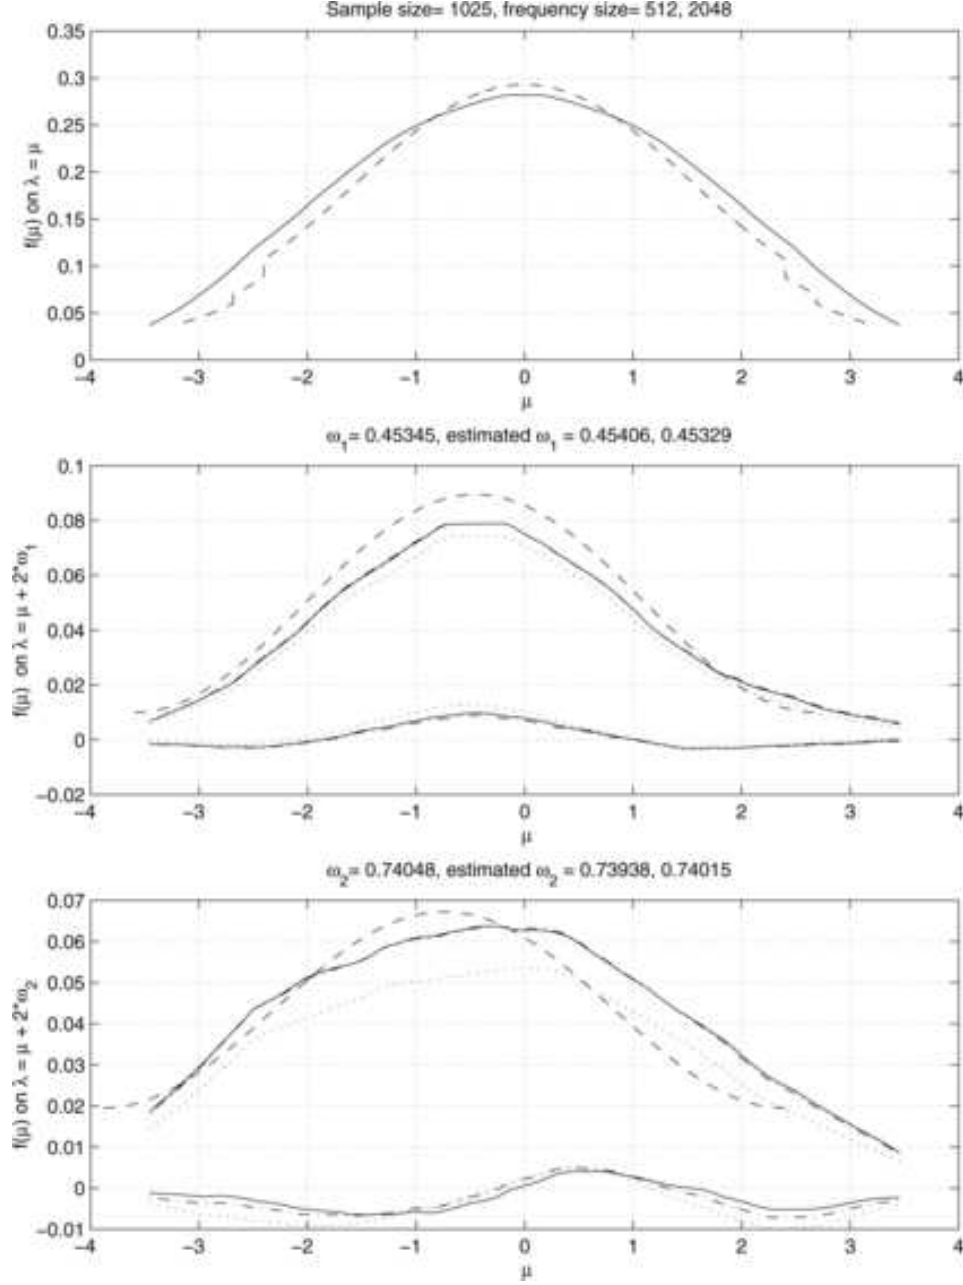 Sample size= 1025, frequency size= 512, 2048
0.35
0.3
0.25
0.2
0.15
0.1
0.05
0
f(μ) on λ = μ
−4 −3 −2 −1 0 1 2 3 4
μ
ω1= 0.45345, estimated ω1 = 0.45406, 0.45329
0.1
0.08
0.06
0.04
0.02
0
−0.02
f(μ) on λ = μ + 2*ω1
−4 −3 −2 −1 0 1 2 3 4
μ
ω2= 0.74048, estimated ω2 = 0.73938, 0.74015
0.07
0.06
0.05
0.04
0.03
0.02
0.01
0
−0.01
f(μ) on λ = μ + 2*ω2
−4 −3 −2 −1 0 1 2 3 4
μ